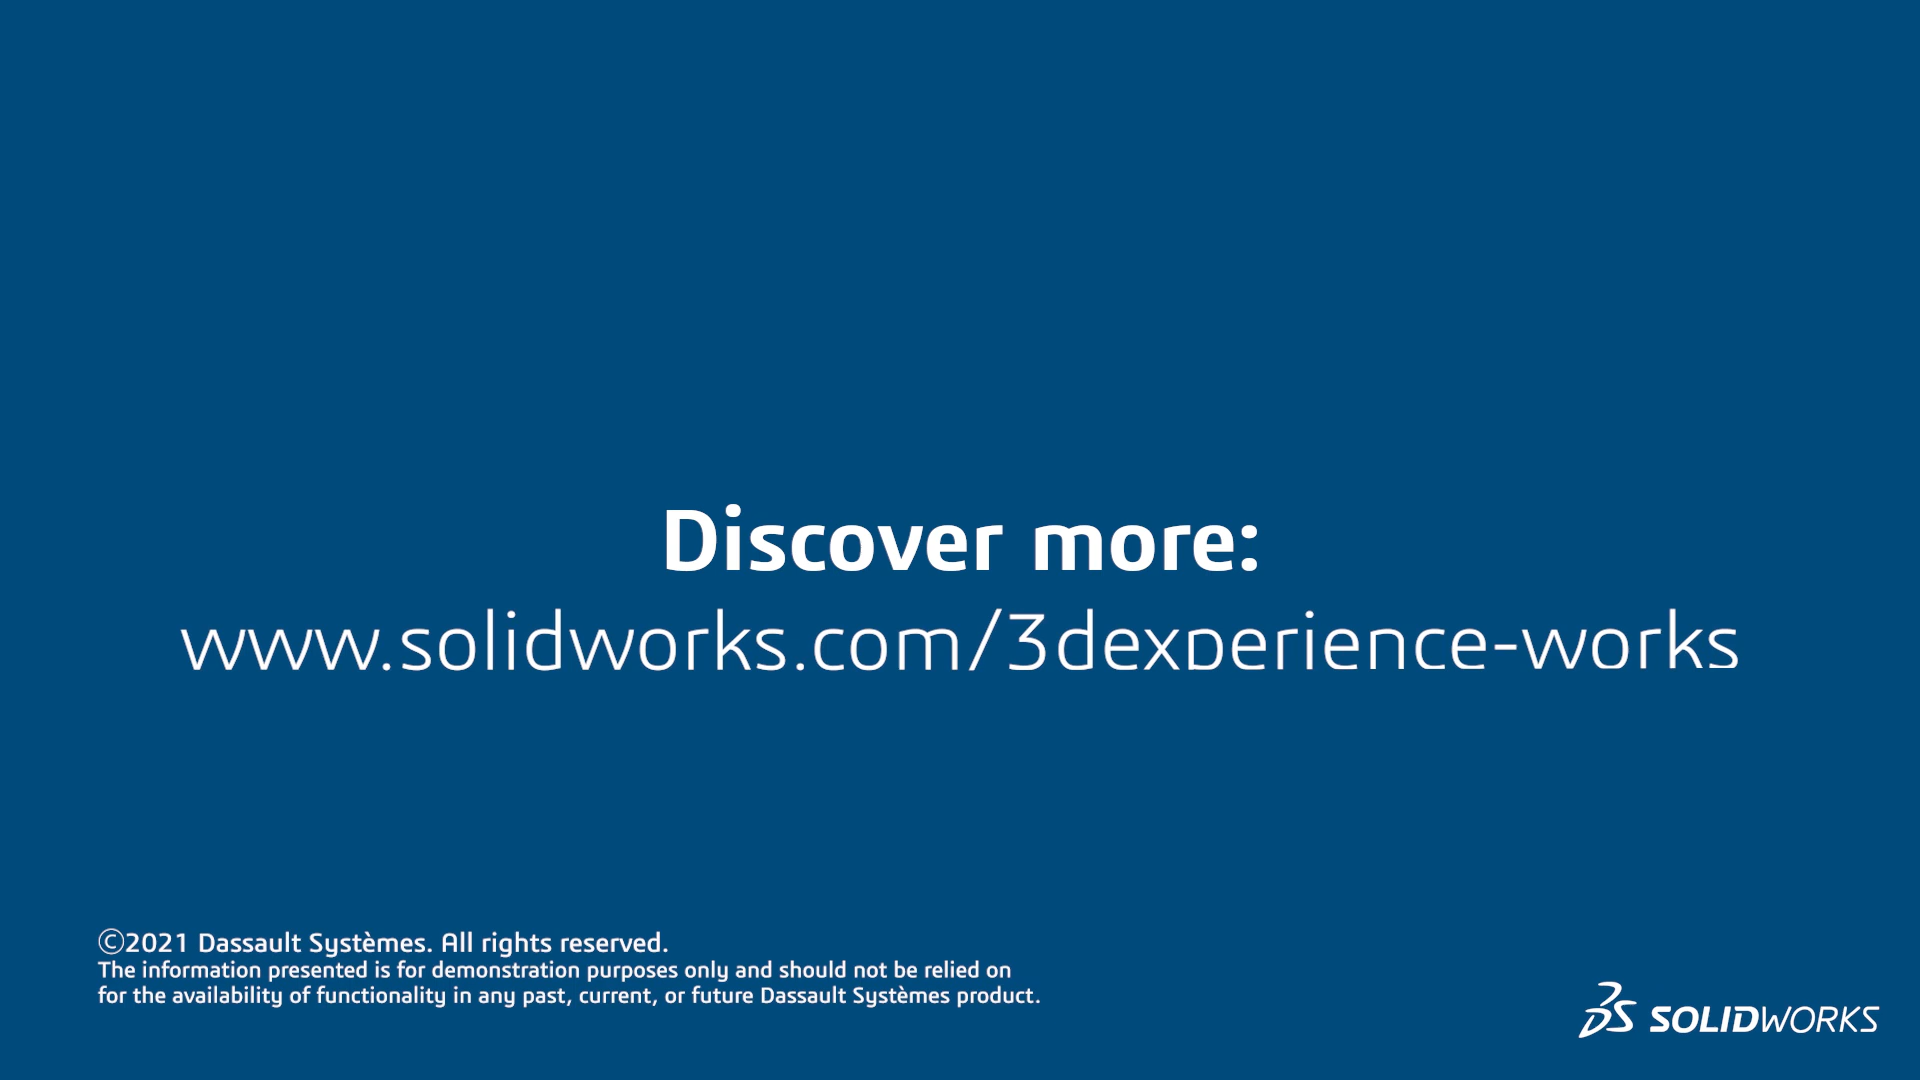 Discover more:
www.solidworks.com/3dexperience-works
©2021 Dassault Systèmes. All rights reserved.
The information presented is for demonstration purposes only and should not be relied on
for the availability of functionality in any past, current, or future Dassault Systèmes product.
SOLIDWORKS